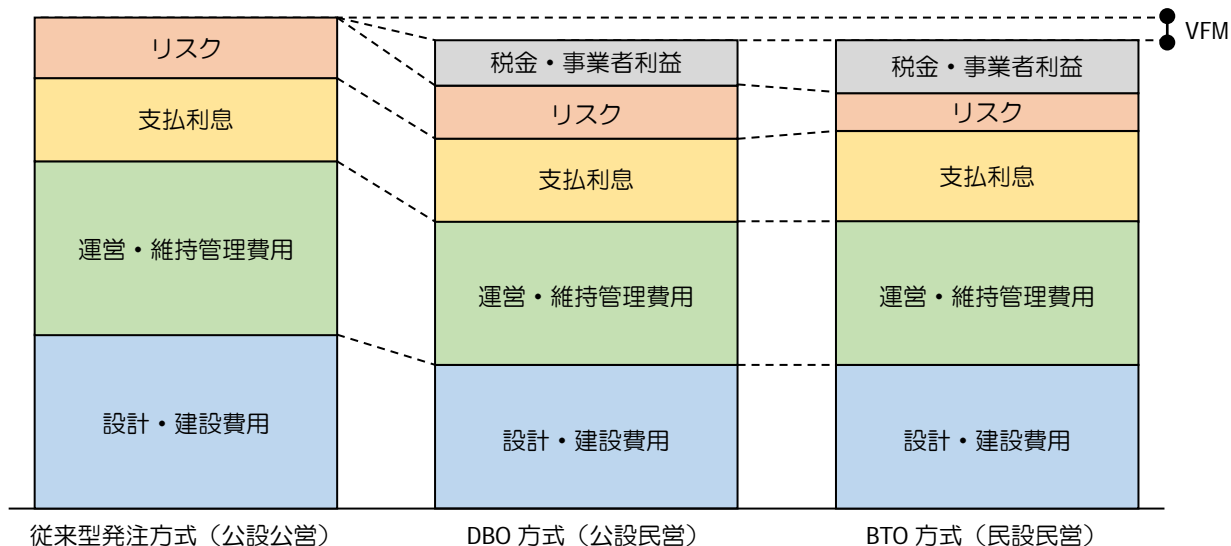 VFM
リスク
支払利息
運営・維持管理費用
設計・建設費用
従来型発注方式（公設公営）
税金・事業者利益
リスク
支払利息
運営・維持管理費用
設計・建設費用
DBO 方式（公設民営）
税金・事業者利益
リスク
支払利息
運営・維持管理費用
設計・建設費用
BTO 方式（民設民営）